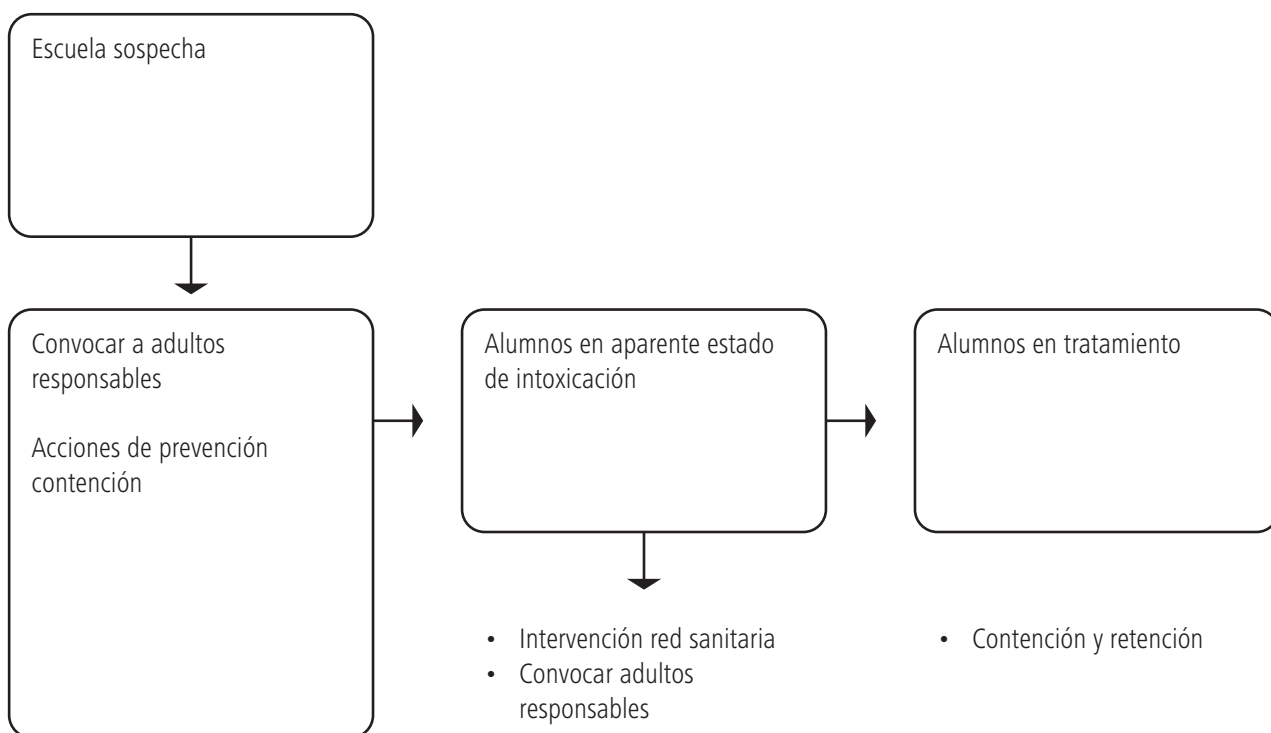 Escuela sospecha
Convocar a adultos
responsables
Acciones de prevención
contención
Alumnos en aparente estado
de intoxicación
• Intervención red sanitaria
• Convocar adultos
responsables
Alumnos en tratamiento
• Contención y retención